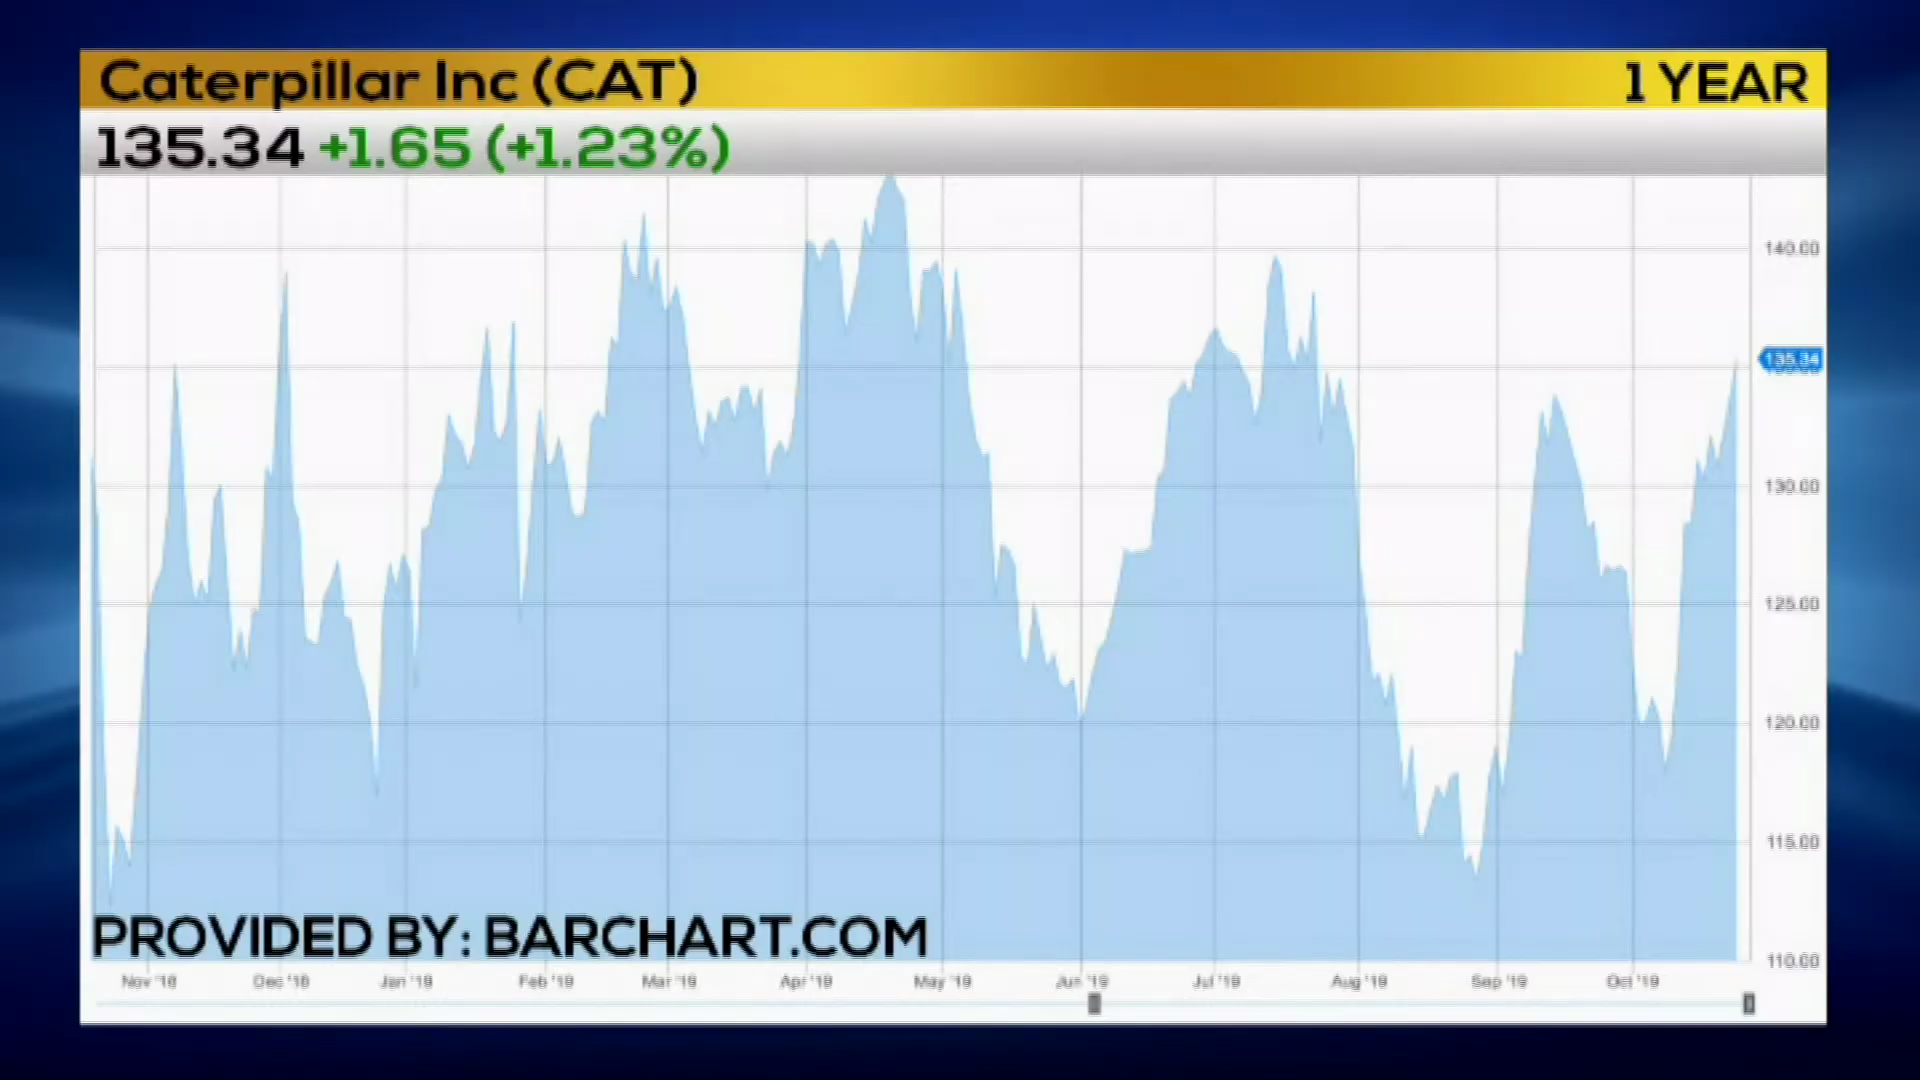 Caterpillar Inc (CAT)
1 YEAR
135.34 +1.65 (+1.23%)
140.00
135.34
130.00
125.00
120.00
115.00
110.00
PROVIDED BY: BARCHART.COM
Nov '18 Dec '18 Jan '19 Feb '19 Mar '19 Apr '19 May '19 Jun '19 Jul '19 Aug '19 Sep '19 Oct '19